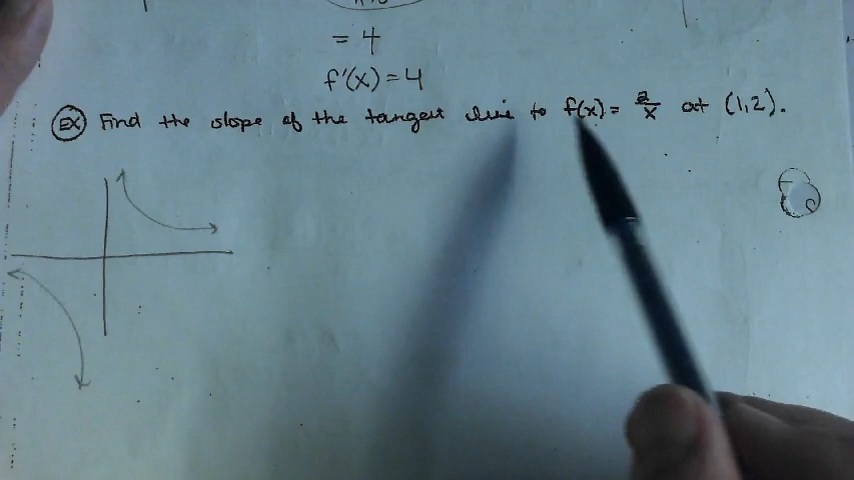 = 4
f'(x) = 4
EX Find the slope of the tangent line to f(x) = 2/x at (1,2).